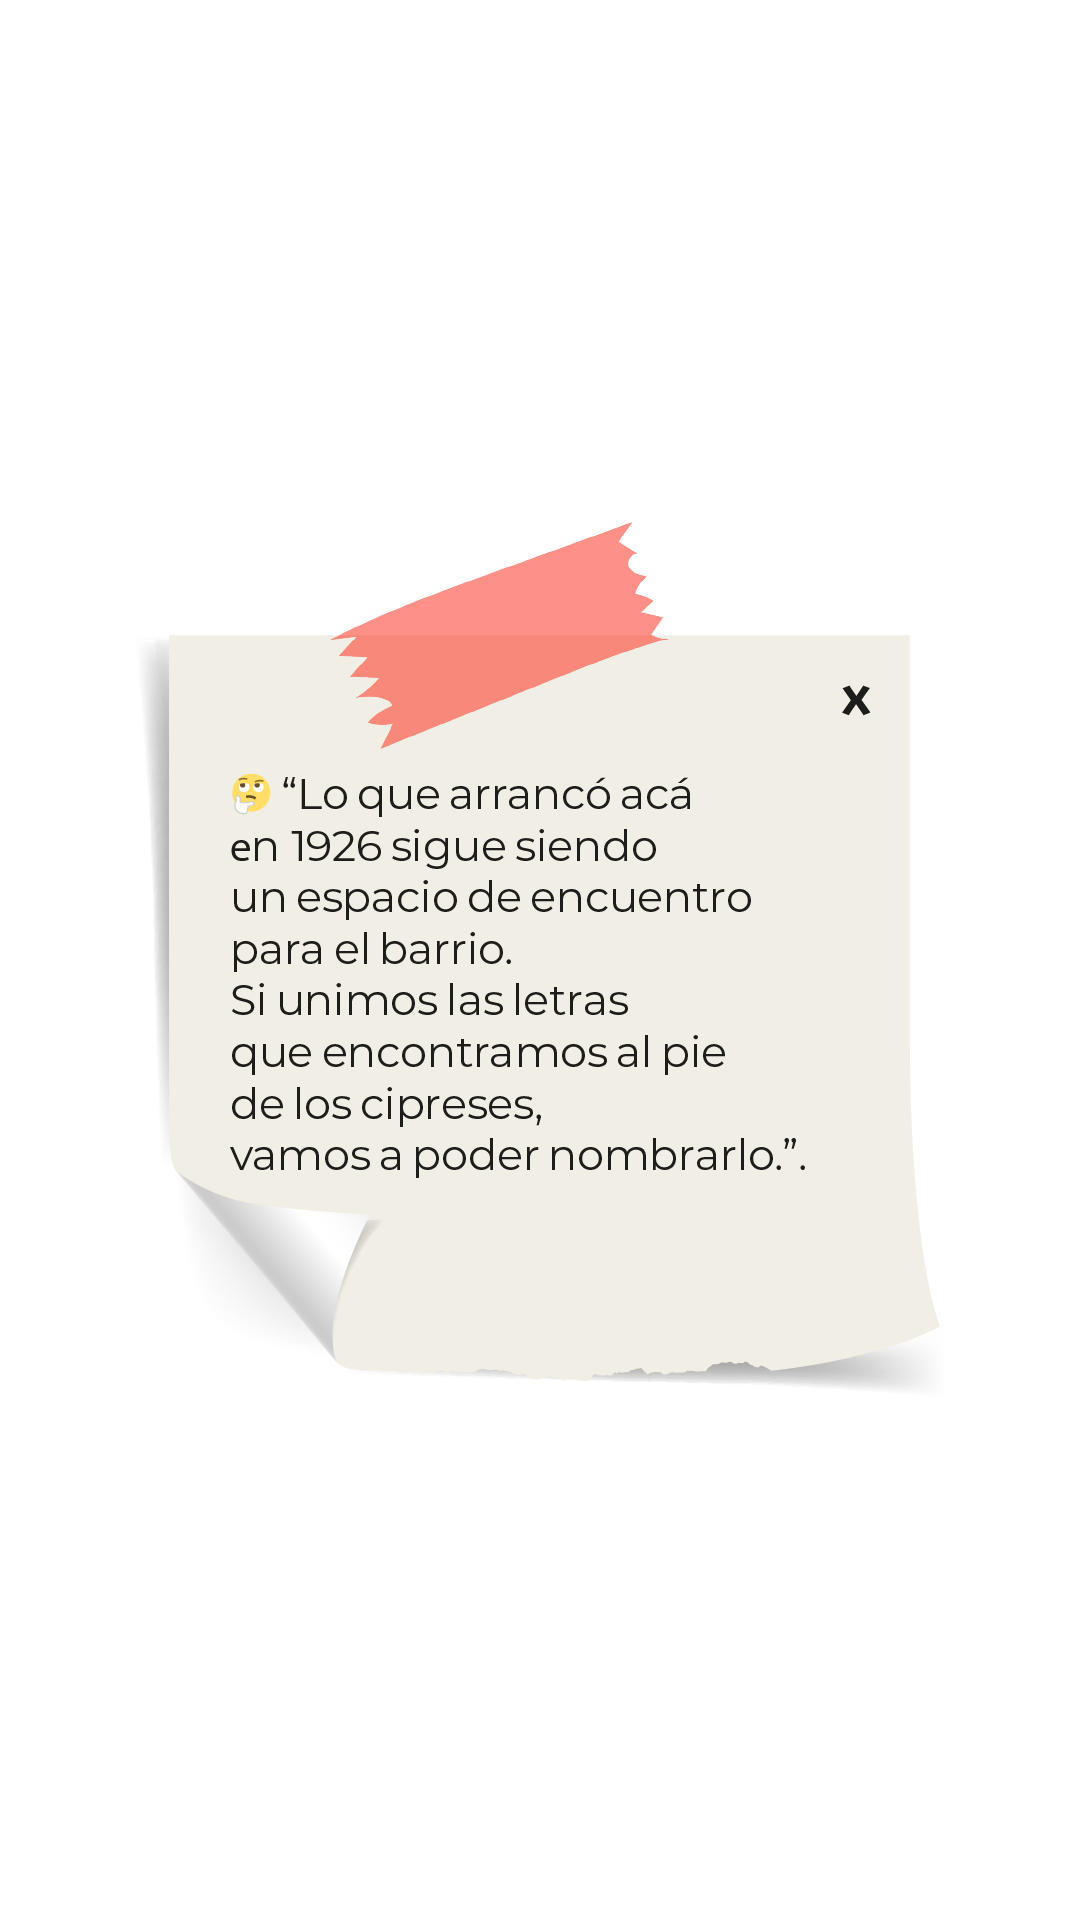 x
🤔 “Lo que arrancó acá
en 1926 sigue siendo
un espacio de encuentro
para el barrio.
Si unimos las letras
que encontramos al pie
de los cipreses,
vamos a poder nombrarlo.”.